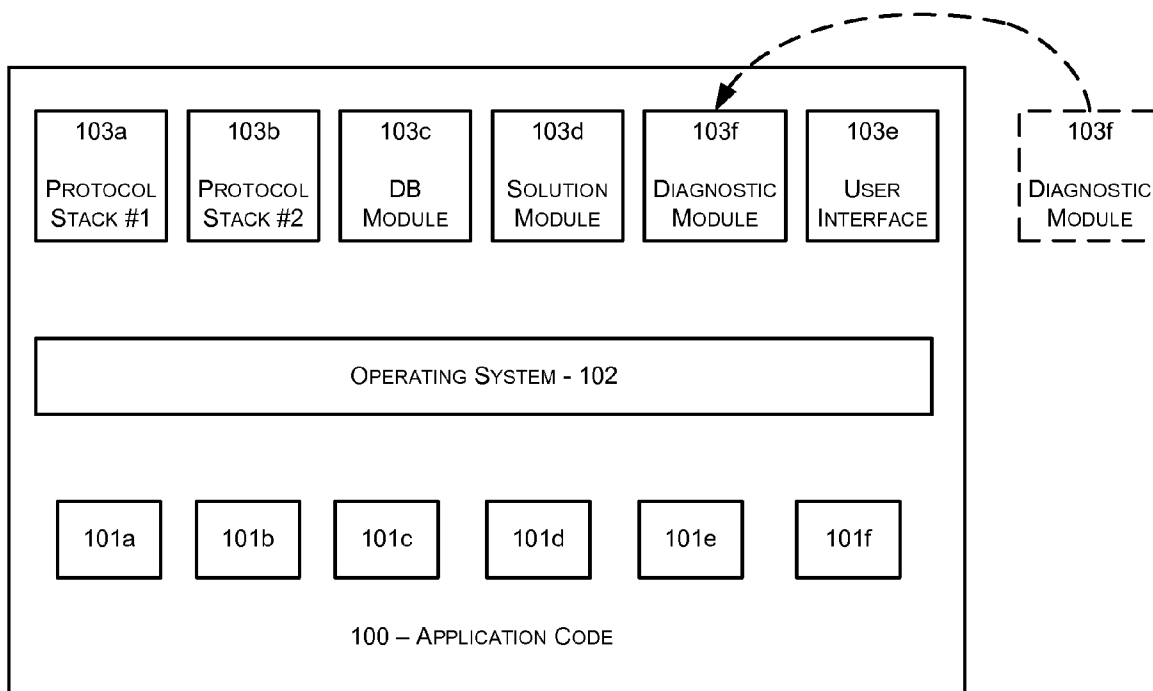 103a 103b 103c 103d 103f 103e 103f
PROTOCOL PROTOCOL DB SOLUTION DIAGNOSTIC USER DIAGNOSTIC
STACK #1 STACK #2 MODULE MODULE MODULE INTERFACE MODULE
OPERATING SYSTEM - 102
101a 101b 101c 101d 101e 101f
100 – APPLICATION CODE